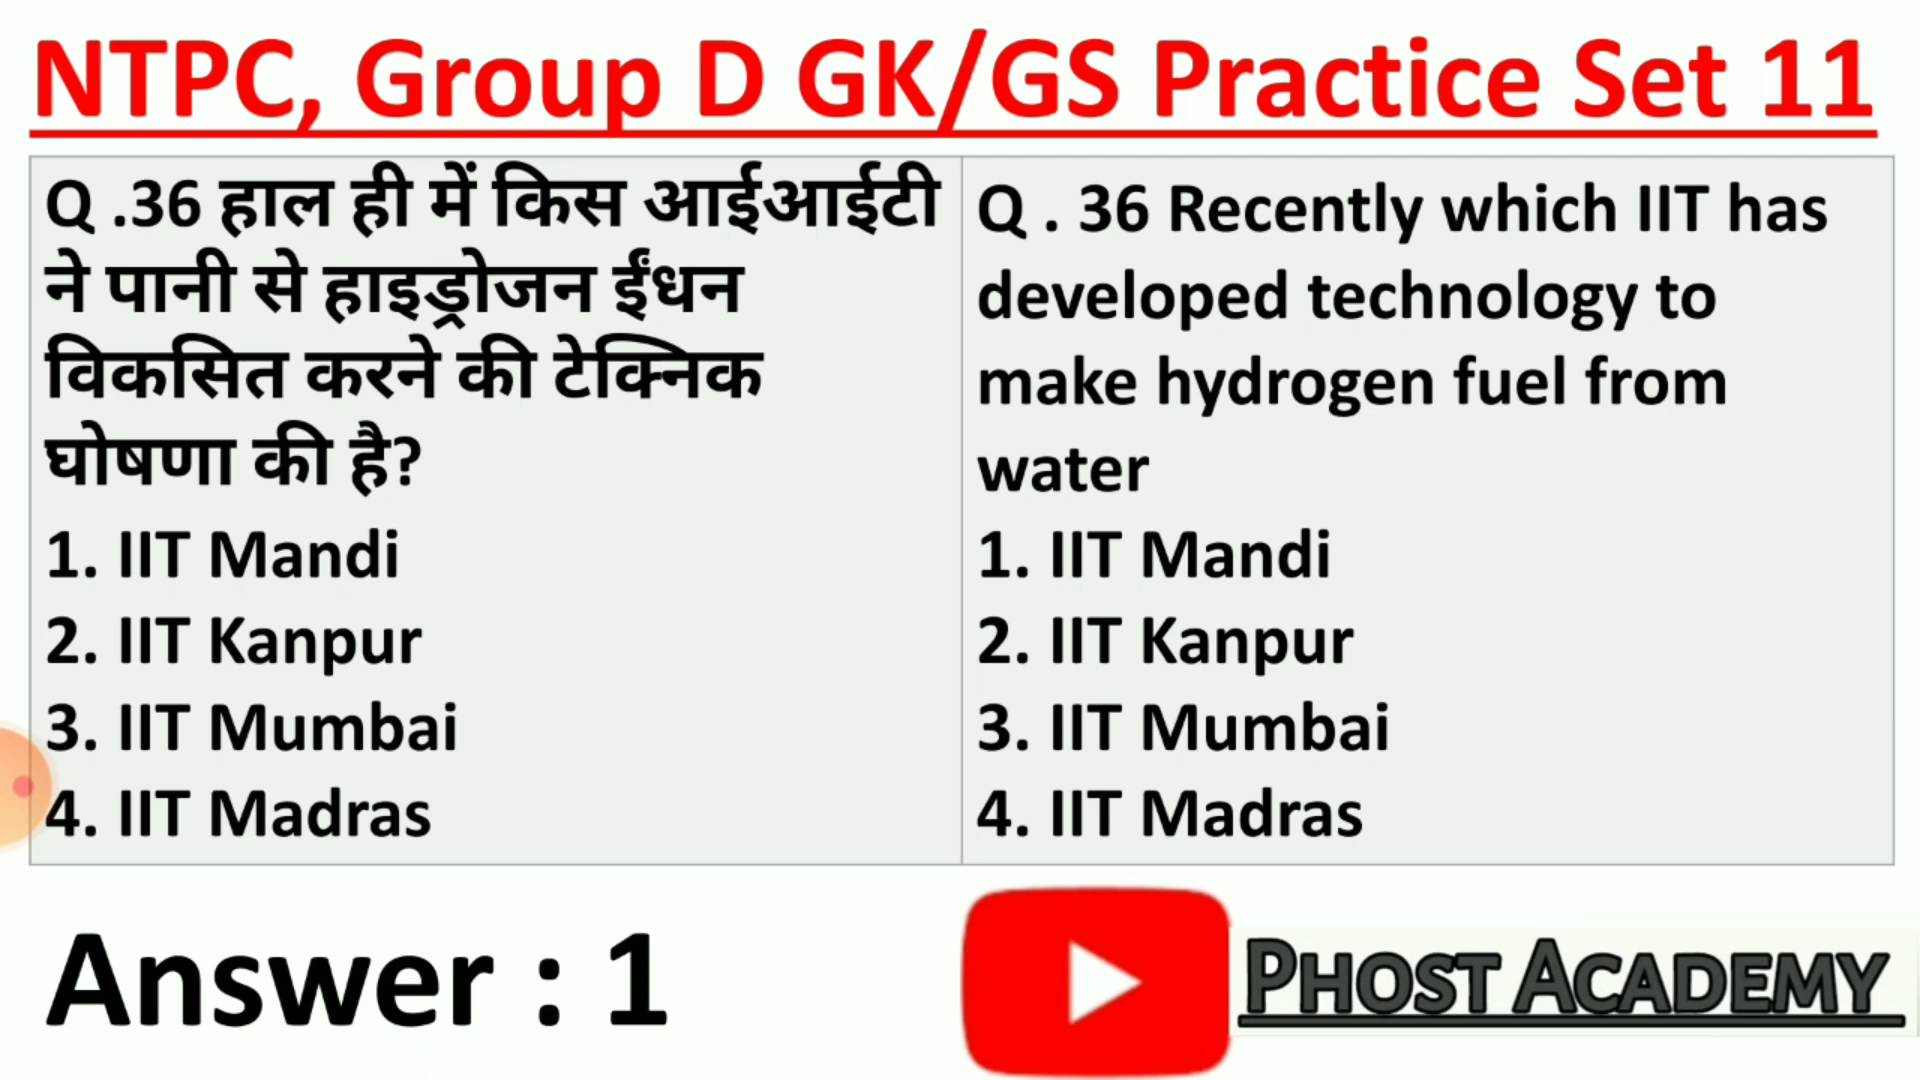 NTPC, Group D GK/GS Practice Set 11
Q .36 हाल ही में किस आईआईटी
ने पानी से हाइड्रोजन ईंधन
विकसित करने की टेक्निक
घोषणा की है?
1. IIT Mandi
2. IIT Kanpur
3. IIT Mumbai
4. IIT Madras
Q . 36 Recently which IIT has
developed technology to
make hydrogen fuel from
water
1. IIT Mandi
2. IIT Kanpur
3. IIT Mumbai
4. IIT Madras
Answer : 1
PHOST ACADEMY